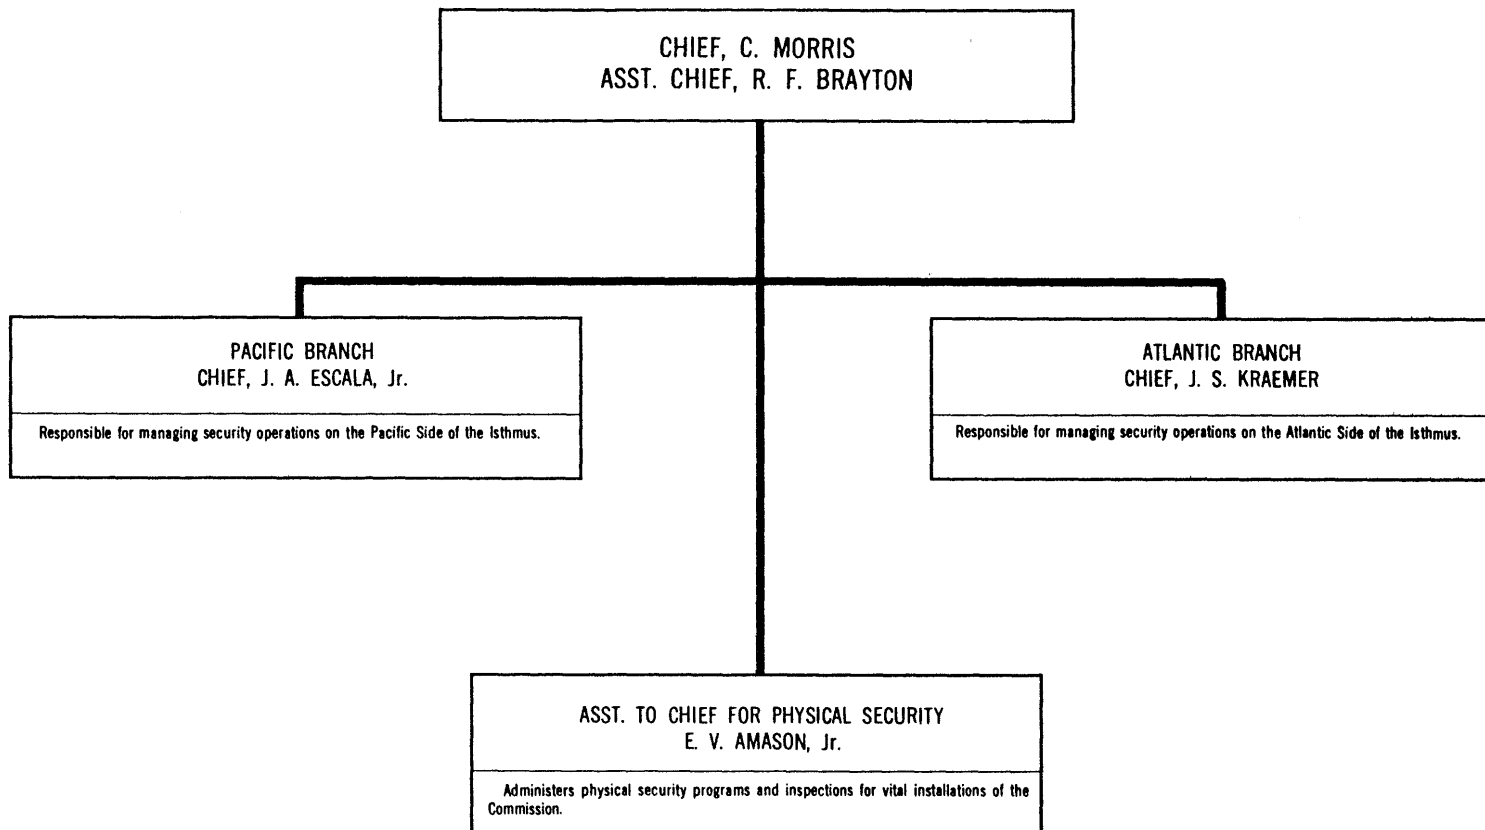 CHIEF, C. MORRIS
ASST. CHIEF, R. F. BRAYTON
PACIFIC BRANCH
CHIEF, J. A. ESCALA, Jr.
Responsible for managing security operations on the Pacific Side of the Isthmus.
ATLANTIC BRANCH
CHIEF, J. S. KRAEMER
Responsible for managing security operations on the Atlantic Side of the Isthmus.
ASST. TO CHIEF FOR PHYSICAL SECURITY
E. V. AMASON, Jr.
Administers physical security programs and inspections for vital installations of the
Commission.